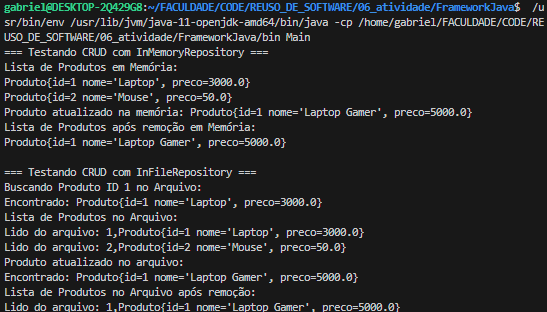 gabriel@DESKTOP-2Q429G8:~/FACULDADE/CODE/REUSO_DE_SOFTWARE/06_atividade/FrameworkJava$  /u
sr/bin/env /usr/lib/jvm/java-11-openjdk-amd64/bin/java -cp /home/gabriel/FACULDADE/CODE/RE
USO_DE_SOFTWARE/06_atividade/FrameworkJava/bin Main
=== Testando CRUD com InMemoryRepository ===
Lista de Produtos em Memória:
Produto{id=1 nome='Laptop', preco=3000.0}
Produto{id=2 nome='Mouse', preco=50.0}
Produto atualizado na memória: Produto{id=1 nome='Laptop Gamer', preco=5000.0}
Lista de Produtos após remoção em Memória:
Produto{id=1 nome='Laptop Gamer', preco=5000.0}

=== Testando CRUD com InFileRepository ===
Buscando Produto ID 1 no Arquivo:
Encontrado: Produto{id=1 nome='Laptop', preco=3000.0}
Lista de Produtos no Arquivo:
Lido do arquivo: 1,Produto{id=1 nome='Laptop', preco=3000.0}
Lido do arquivo: 2,Produto{id=2 nome='Mouse', preco=50.0}
Produto atualizado no arquivo:
Encontrado: Produto{id=1 nome='Laptop Gamer', preco=5000.0}
Lista de Produtos no Arquivo após remoção:
Lido do arquivo: 1,Produto{id=1 nome='Laptop Gamer', preco=5000.0}